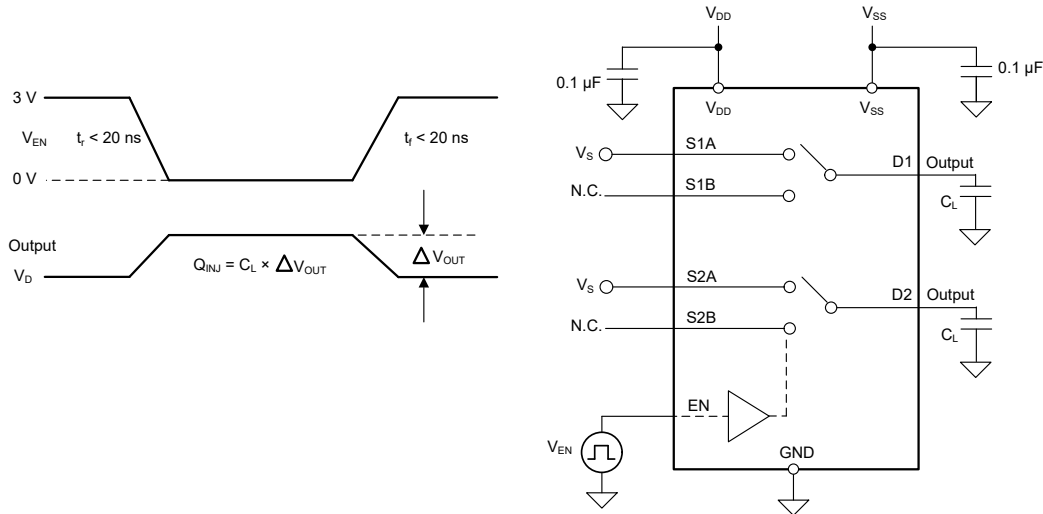 3 V
V_EN
t_r < 20 ns
t_f < 20 ns
0 V
Output
V_D
Q_INJ = C_L × Δ V_OUT
Δ V_OUT
V_DD
V_SS
0.1 µF
0.1 µF
V_DD
V_SS
V_S
S1A
D1
Output
N.C.
S1B
C_L
V_S
S2A
D2
Output
N.C.
S2B
C_L
EN
V_EN
GND